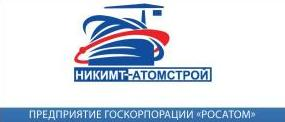 НИКИМТ-АТОМСТРОЙ
ПРЕДПРИЯТИЕ ГОСКОРПОРАЦИИ «РОСАТОМ»